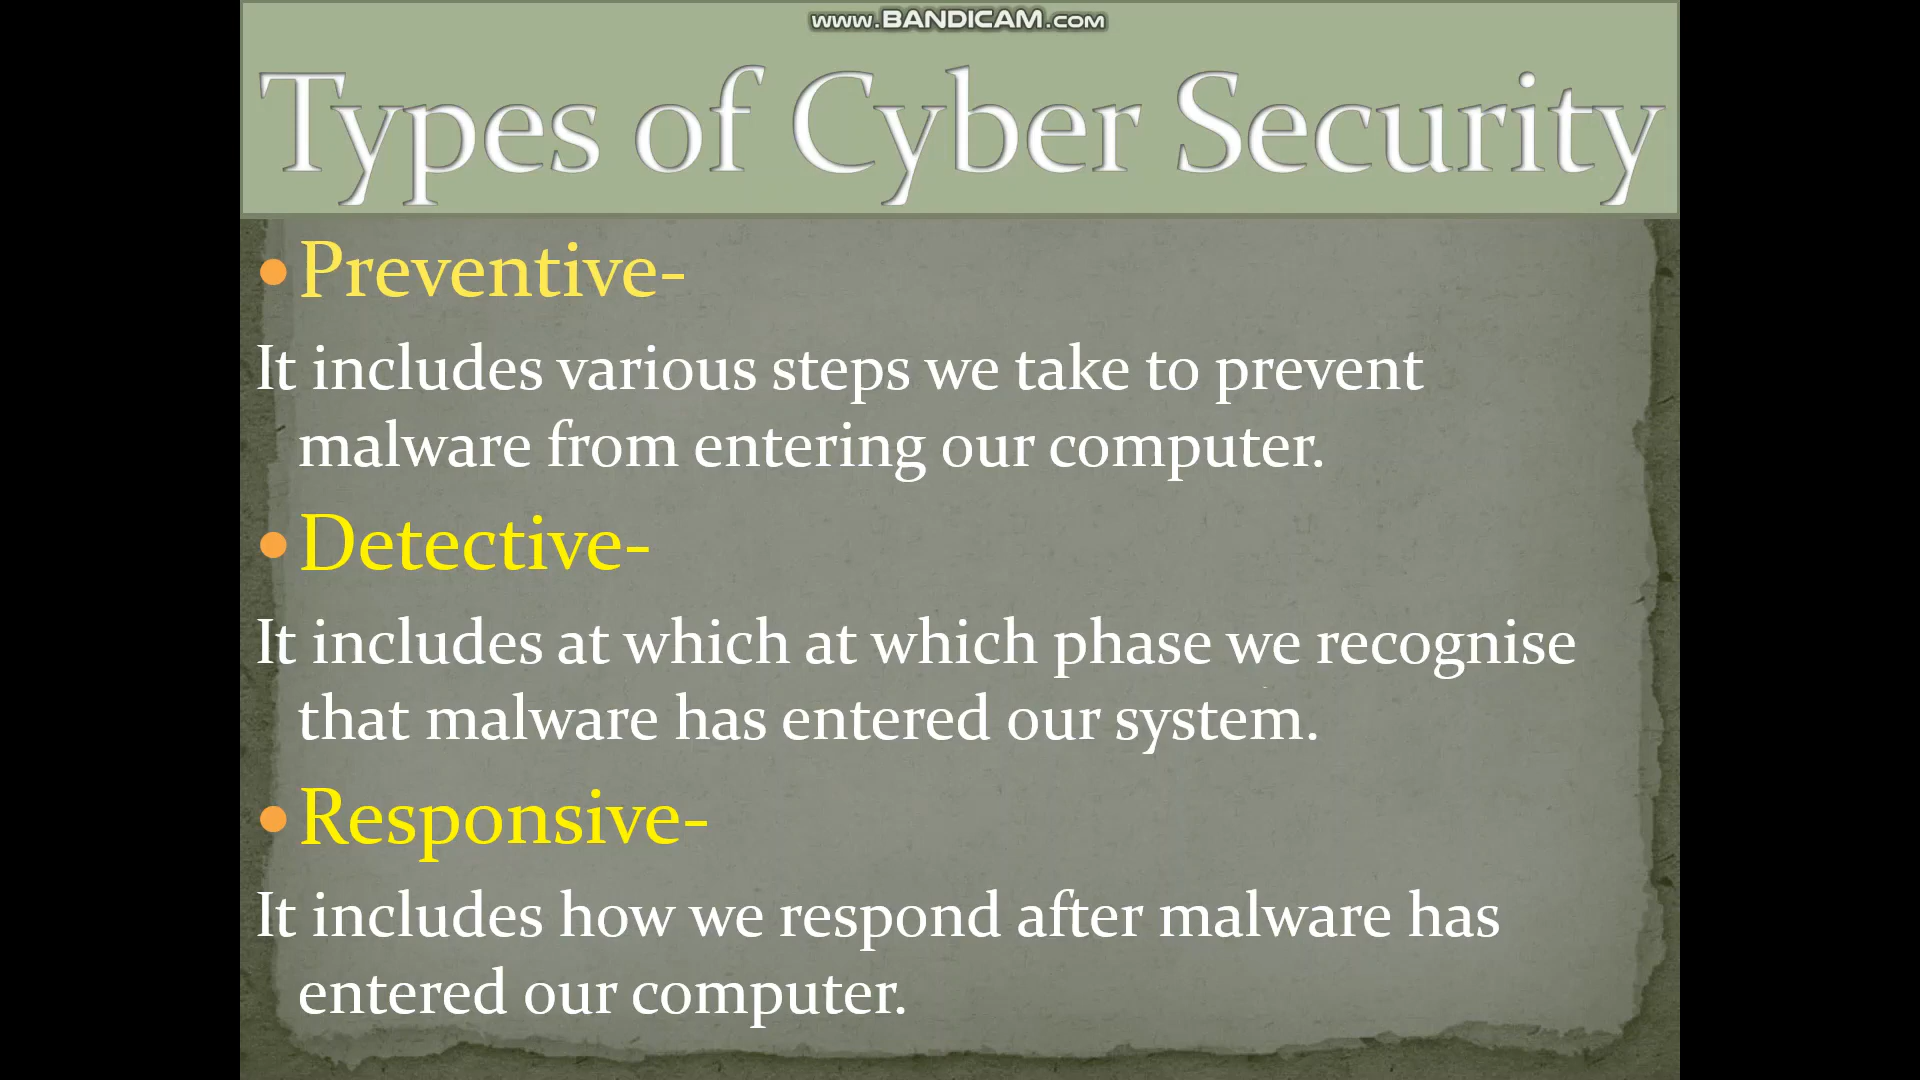 www.BANDICAM.com
Types of Cyber Security
•Preventive-
It includes various steps we take to prevent
malware from entering our computer.
•Detective-
It includes at which at which phase we recognise
that malware has entered our system.
•Responsive-
It includes how we respond after malware has
entered our computer.